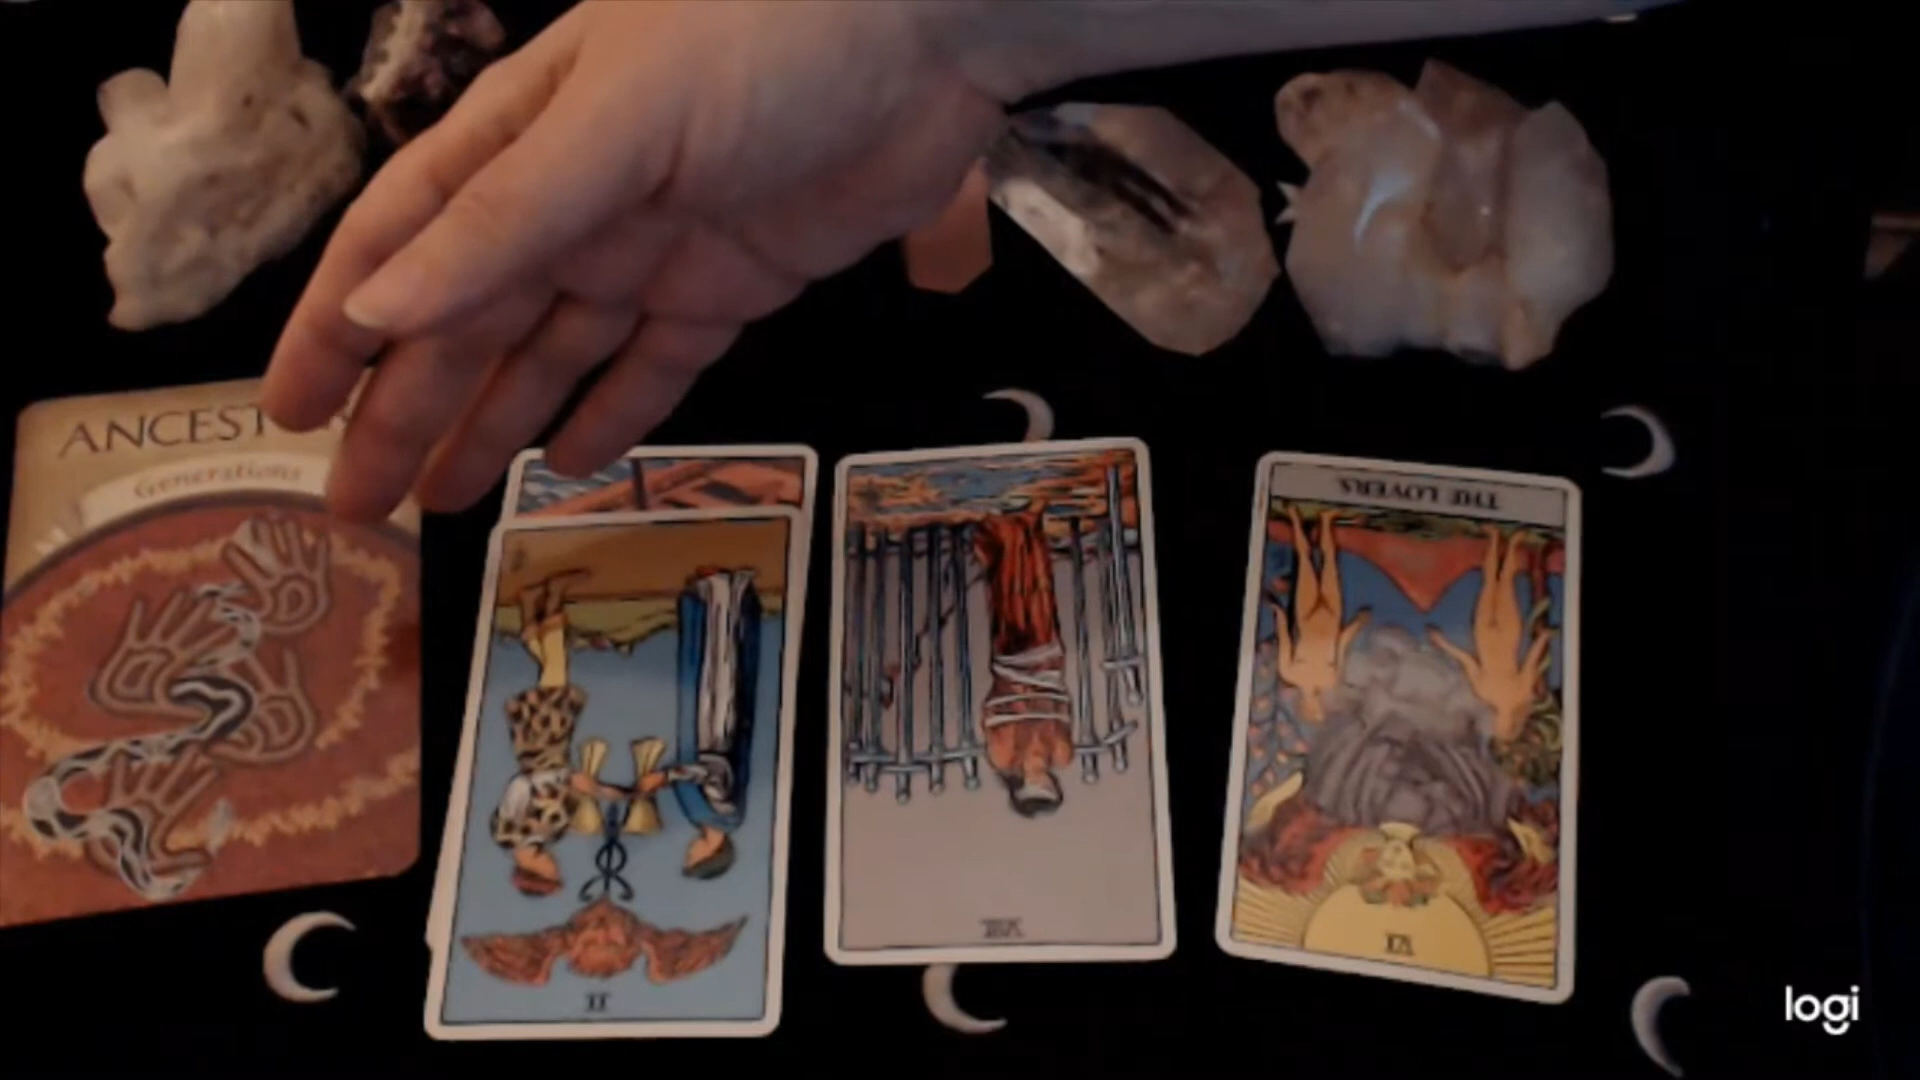 ANCEST
Generations
THE LOVERS
II
VIII
VI
logi